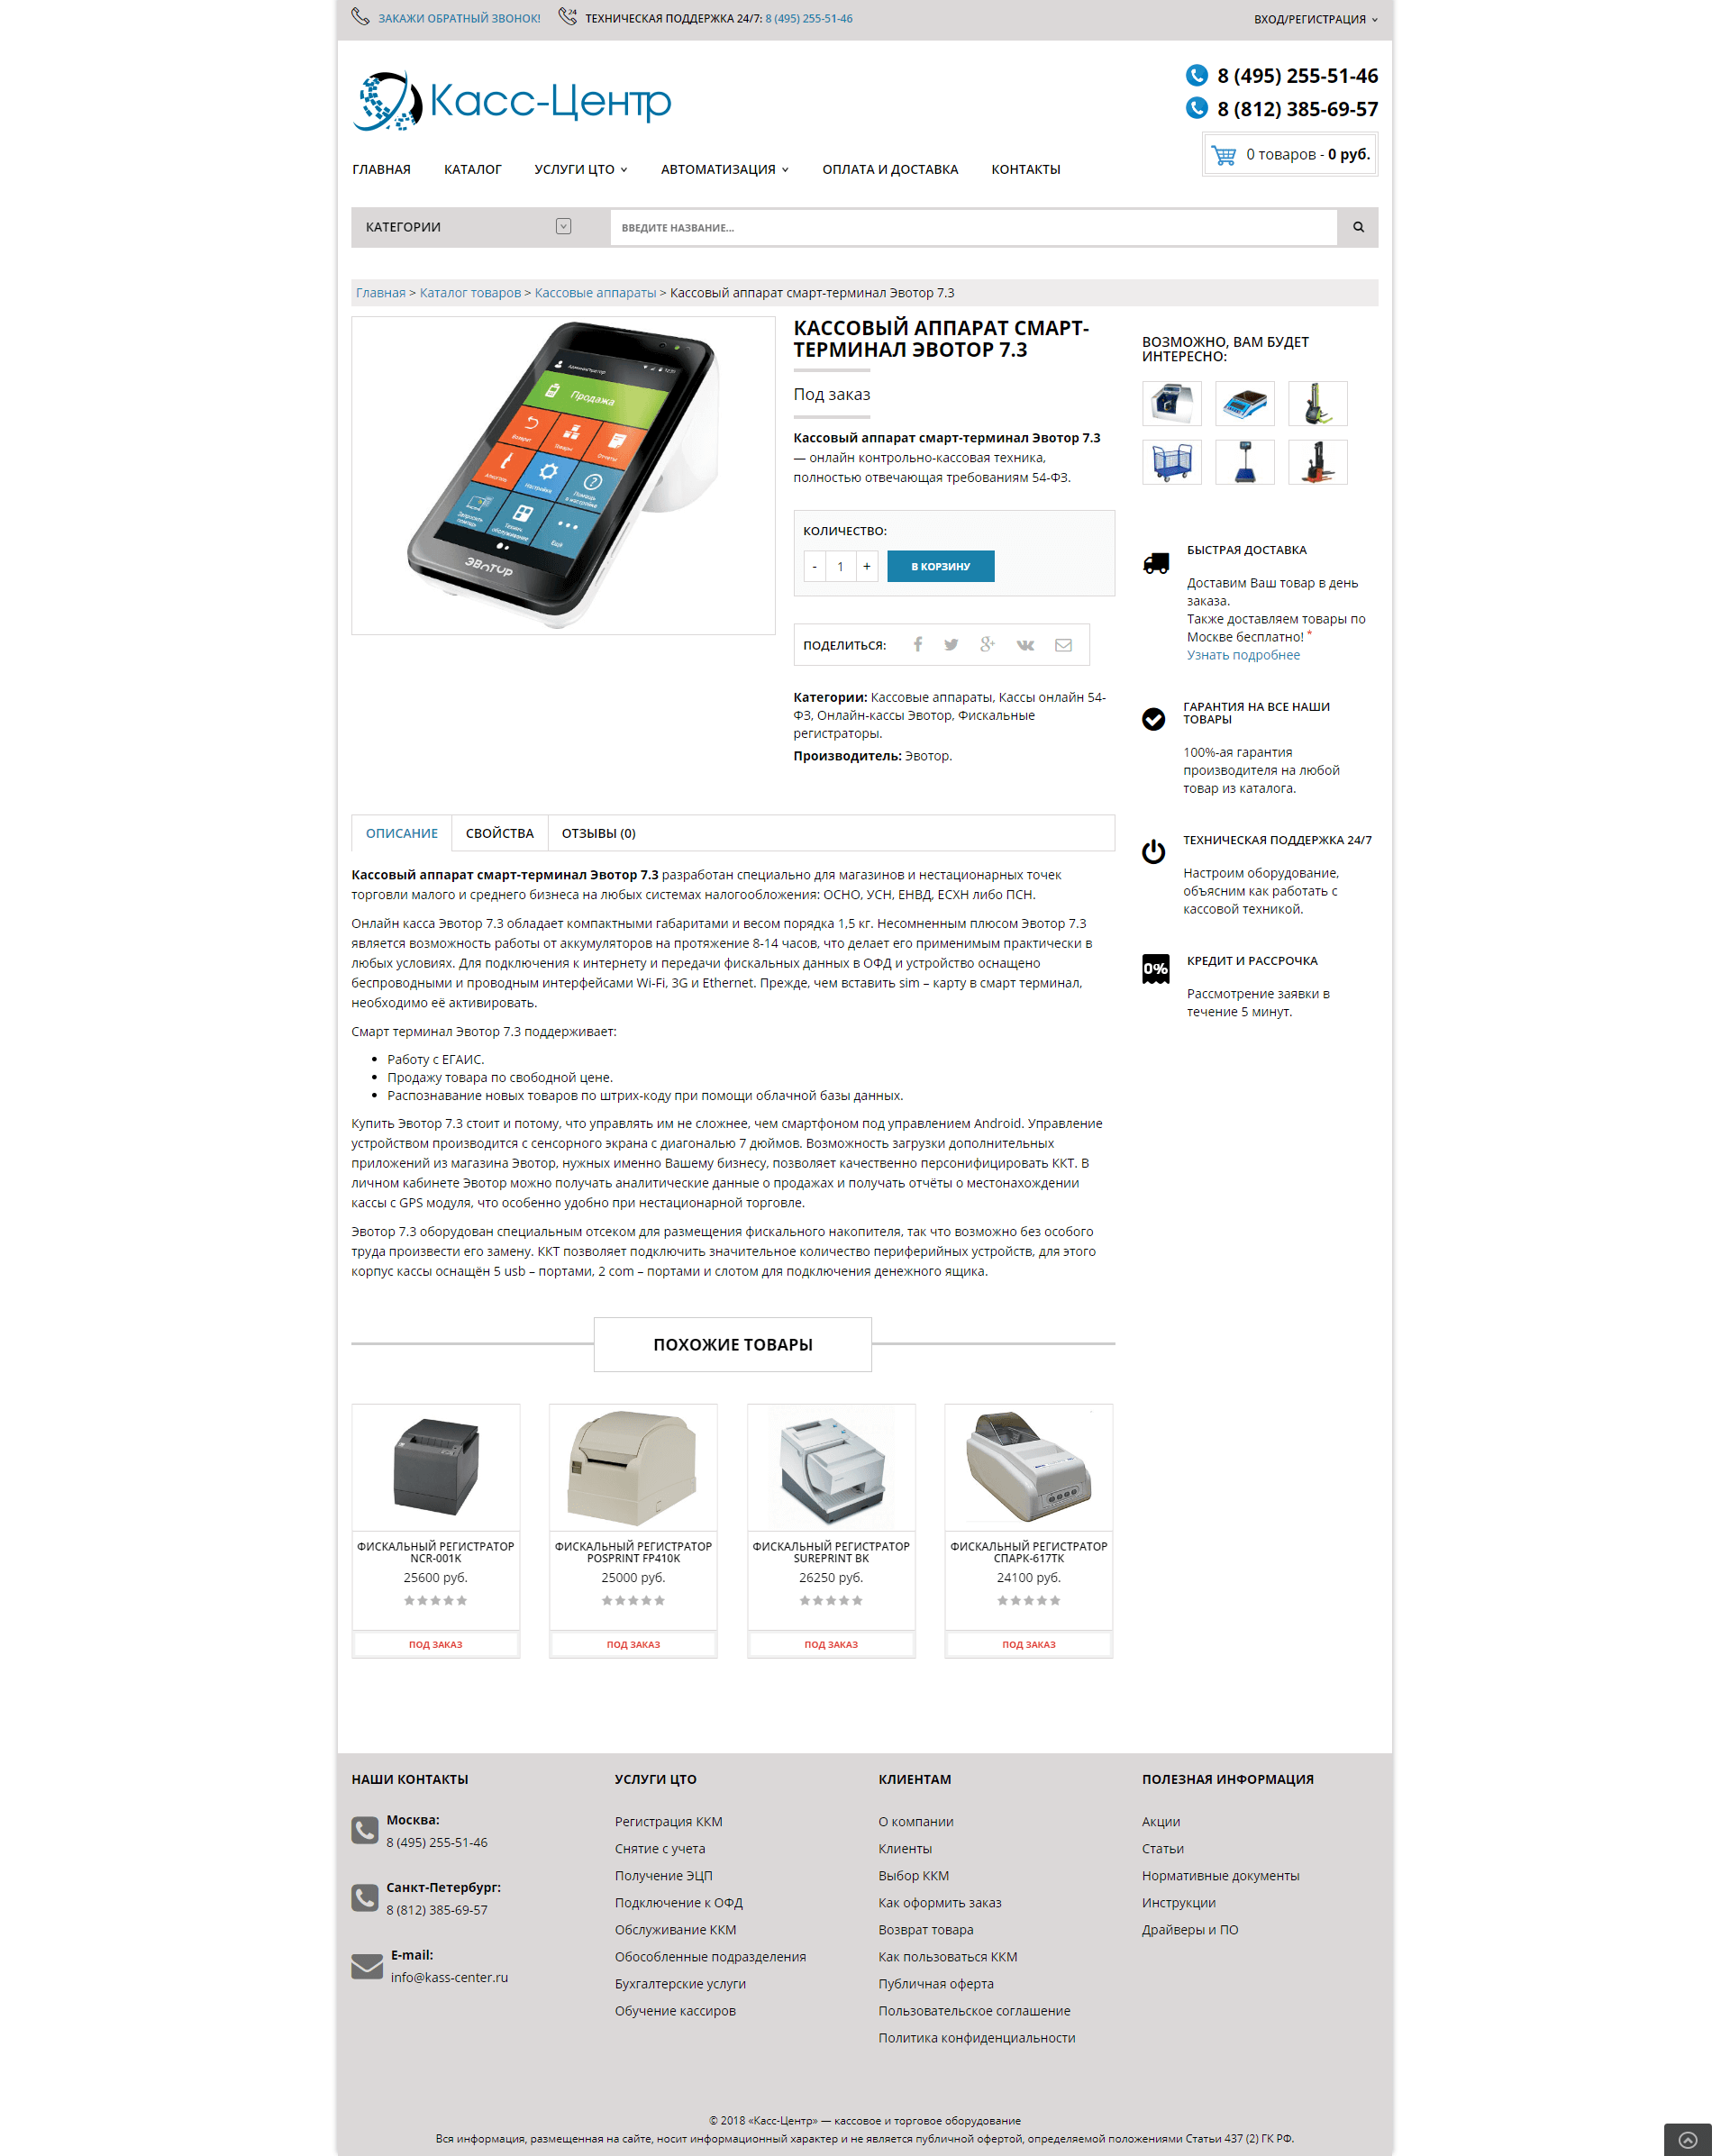 ЗАКАЖИ ОБРАТНЫЙ ЗВОНОК!
24
ТЕХНИЧЕСКАЯ ПОДДЕРЖКА 24/7: 8 (495) 255-51-46
ВХОД/РЕГИСТРАЦИЯ
Касс-Центр
8 (495) 255-51-46
8 (812) 385-69-57
0 товаров - 0 руб.
ГЛАВНАЯ
КАТАЛОГ
УСЛУГИ ЦТО
АВТОМАТИЗАЦИЯ
ОПЛАТА И ДОСТАВКА
КОНТАКТЫ
КАТЕГОРИИ
ВВЕДИТЕ НАЗВАНИЕ...
Главная > Каталог товаров > Кассовые аппараты > Кассовый аппарат смарт-терминал Эвотор 7.3
Администратор
Продажа
Возврат
Товары
Отчеты
Алкоголь
Настройки
Помощь в настройке
Запросить помощь
Технич. обслуживание
Ещё
ЭВОТОР
КАССОВЫЙ АППАРАТ СМАРТ-
ТЕРМИНАЛ ЭВОТОР 7.3
Под заказ
Кассовый аппарат смарт-терминал Эвотор 7.3
— онлайн контрольно-кассовая техника,
полностью отвечающая требованиям 54-ФЗ.
КОЛИЧЕСТВО:
- 1 +
В КОРЗИНУ
ПОДЕЛИТЬСЯ:
Категории: Кассовые аппараты, Кассы онлайн 54-
ФЗ, Онлайн-кассы Эвотор, Фискальные
регистраторы.
Производитель: Эвотор.
ВОЗМОЖНО, ВАМ БУДЕТ
ИНТЕРЕСНО:
БЫСТРАЯ ДОСТАВКА
Доставим Ваш товар в день
заказа.
Также доставляем товары по
Москве бесплатно! *
Узнать подробнее
ГАРАНТИЯ НА ВСЕ НАШИ
ТОВАРЫ
100%-ая гарантия
производителя на любой
товар из каталога.
ТЕХНИЧЕСКАЯ ПОДДЕРЖКА 24/7
Настроим оборудование,
объясним как работать с
кассовой техникой.
0%
КРЕДИТ И РАССРОЧКА
Рассмотрение заявки в
течение 5 минут.
ОПИСАНИЕ
СВОЙСТВА
ОТЗЫВЫ (0)
Кассовый аппарат смарт-терминал Эвотор 7.3 разработан специально для магазинов и нестационарных точек
торговли малого и среднего бизнеса на любых системах налогообложения: ОСНО, УСН, ЕНВД, ЕСХН либо ПСН.
Онлайн касса Эвотор 7.3 обладает компактными габаритами и весом порядка 1,5 кг. Несомненным плюсом Эвотор 7.3
является возможность работы от аккумуляторов на протяжение 8-14 часов, что делает его применимым практически в
любых условиях. Для подключения к интернету и передачи фискальных данных в ОФД и устройство оснащено
беспроводными и проводным интерфейсами Wi-Fi, 3G и Ethernet. Прежде, чем вставить sim – карту в смарт терминал,
необходимо её активировать.
Смарт терминал Эвотор 7.3 поддерживает:
• Работу с ЕГАИС.
• Продажу товара по свободной цене.
• Распознавание новых товаров по штрих-коду при помощи облачной базы данных.
Купить Эвотор 7.3 стоит и потому, что управлять им не сложнее, чем смартфоном под управлением Android. Управление
устройством производится с сенсорного экрана с диагональю 7 дюймов. Возможность загрузки дополнительных
приложений из магазина Эвотор, нужных именно Вашему бизнесу, позволяет качественно персонифицировать ККТ. В
личном кабинете Эвотор можно получать аналитические данные о продажах и получать отчёты о местонахождении
кассы с GPS модуля, что особенно удобно при нестационарной торговле.
Эвотор 7.3 оборудован специальным отсеком для размещения фискального накопителя, так что возможно без особого
труда произвести его замену. ККТ позволяет подключить значительное количество периферийных устройств, для этого
корпус кассы оснащён 5 usb – портами, 2 com – портами и слотом для подключения денежного ящика.
ПОХОЖИЕ ТОВАРЫ
ФИСКАЛЬНЫЙ РЕГИСТРАТОР
NCR-001K
25600 руб.
ПОД ЗАКАЗ
ФИСКАЛЬНЫЙ РЕГИСТРАТОР
POSPRINT FP410K
25000 руб.
ПОД ЗАКАЗ
ФИСКАЛЬНЫЙ РЕГИСТРАТОР
SUREPRINT BK
26250 руб.
ПОД ЗАКАЗ
ФИСКАЛЬНЫЙ РЕГИСТРАТОР
СПАРК-617ТК
24100 руб.
ПОД ЗАКАЗ
НАШИ КОНТАКТЫ
Москва:
8 (495) 255-51-46
Санкт-Петербург:
8 (812) 385-69-57
E-mail:
info@kass-center.ru
УСЛУГИ ЦТО
Регистрация ККМ
Снятие с учета
Получение ЭЦП
Подключение к ОФД
Обслуживание ККМ
Обособленные подразделения
Бухгалтерские услуги
Обучение кассиров
КЛИЕНТАМ
О компании
Клиенты
Выбор ККМ
Как оформить заказ
Возврат товара
Как пользоваться ККМ
Публичная оферта
Пользовательское соглашение
Политика конфиденциальности
ПОЛЕЗНАЯ ИНФОРМАЦИЯ
Акции
Статьи
Нормативные документы
Инструкции
Драйверы и ПО
© 2018 «Касс-Центр» — кассовое и торговое оборудование
Вся информация, размещенная на сайте, носит информационный характер и не является публичной офертой, определяемой положениями Статьи 437 (2) ГК РФ.